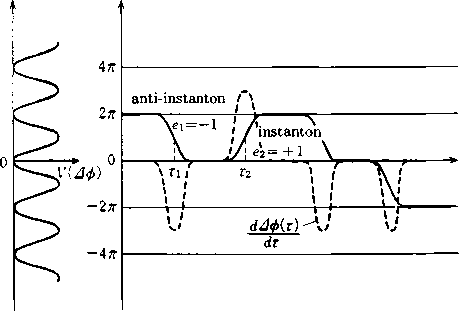 4π
anti-instanton
2π
e₁=−1
instanton
e₂=+1
0
V(Δφ)
0
τ₁
τ₂
−2π
dΔφ(τ)
dτ
−4π